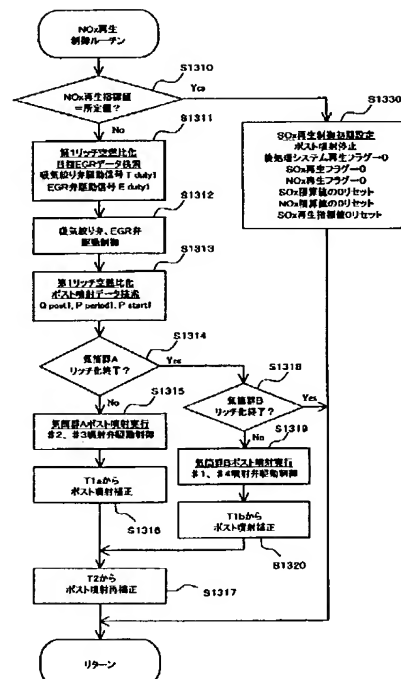 NOx再生
制御ルーチン
S1310
NOx再生指標値
=所定値?
Yes
No
S1330
SOx再生制御初期設定
ポスト噴射停止
後処理システム再生フラグ=0
SOx再生フラグ=0
NOx再生フラグ=0
SOx積算値の0リセット
NOx積算値の0リセット
SOx再生指標値0リセット
S1311
第1リッチ空燃比化
目標EGRデータ検索
吸気絞り弁駆動信号 T duty1
EGR弁駆動信号 E duty1
S1312
吸気絞り弁、EGR弁
駆動制御
S1313
第1リッチ空燃比化
ポスト噴射データ検索
Q post1, P period1, P start1
S1314
気筒群A
リッチ化終了?
Yes
No
S1318
気筒群B
リッチ化終了?
Yes
No
S1315
気筒群Aポスト噴射実行
#2、#3噴射弁駆動制御
S1319
気筒群Bポスト噴射実行
#1、#4噴射弁駆動制御
T1aから
ポスト噴射補正
S1316
T1bから
ポスト噴射補正
S1320
T2から
ポスト噴射再補正
S1317
リターン